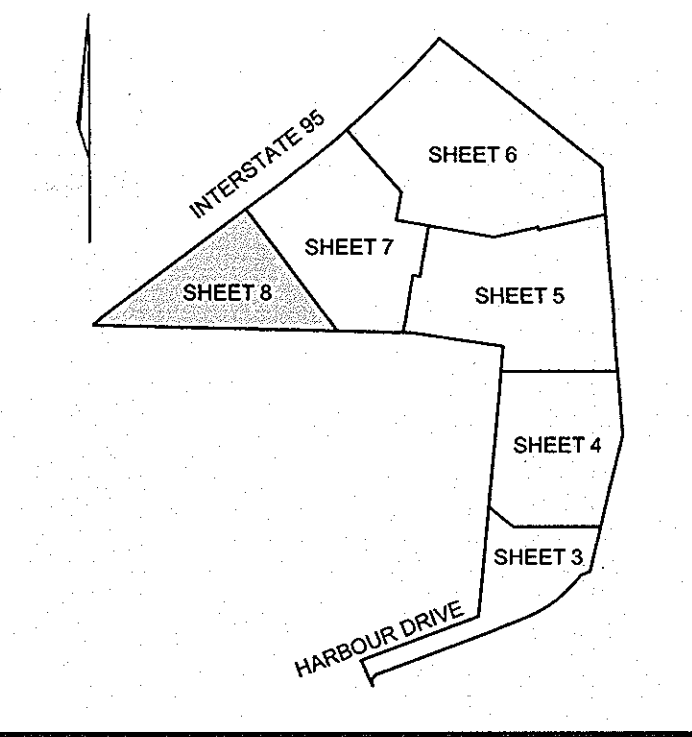 INTERSTATE 95
SHEET 6
SHEET 7
SHEET 8
SHEET 5
SHEET 4
SHEET 3
HARBOUR DRIVE